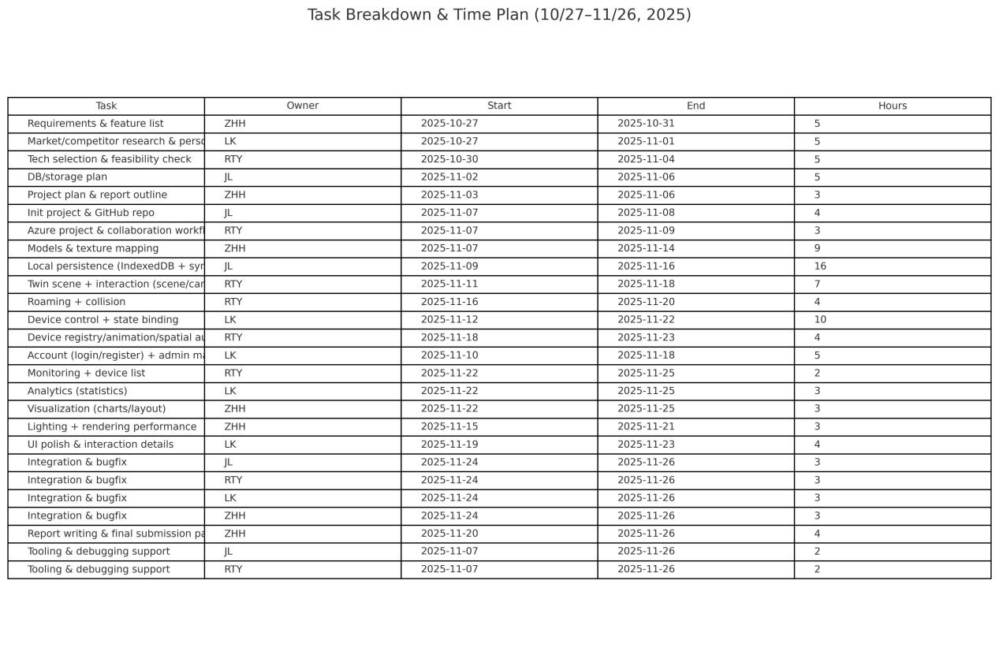 Task Breakdown & Time Plan (10/27–11/26, 2025)
Task Owner Start End Hours
Requirements & feature list ZHH 2025-10-27 2025-10-31 5
Market/competitor research & perso LK 2025-10-27 2025-11-01 5
Tech selection & feasibility check RTY 2025-10-30 2025-11-04 5
DB/storage plan JL 2025-11-02 2025-11-06 5
Project plan & report outline ZHH 2025-11-03 2025-11-06 3
Init project & GitHub repo JL 2025-11-07 2025-11-08 4
Azure project & collaboration workfl RTY 2025-11-07 2025-11-09 3
Models & texture mapping ZHH 2025-11-07 2025-11-14 9
Local persistence (IndexedDB + syn JL 2025-11-09 2025-11-16 16
Twin scene + interaction (scene/cam RTY 2025-11-11 2025-11-18 7
Roaming + collision RTY 2025-11-16 2025-11-20 4
Device control + state binding LK 2025-11-12 2025-11-22 10
Device registry/animation/spatial au RTY 2025-11-18 2025-11-23 4
Account (login/register) + admin ma LK 2025-11-10 2025-11-18 5
Monitoring + device list RTY 2025-11-22 2025-11-25 2
Analytics (statistics) LK 2025-11-22 2025-11-25 3
Visualization (charts/layout) ZHH 2025-11-22 2025-11-25 3
Lighting + rendering performance ZHH 2025-11-15 2025-11-21 3
UI polish & interaction details LK 2025-11-19 2025-11-23 4
Integration & bugfix JL 2025-11-24 2025-11-26 3
Integration & bugfix RTY 2025-11-24 2025-11-26 3
Integration & bugfix LK 2025-11-24 2025-11-26 3
Integration & bugfix ZHH 2025-11-24 2025-11-26 3
Report writing & final submission pa ZHH 2025-11-20 2025-11-26 4
Tooling & debugging support JL 2025-11-07 2025-11-26 2
Tooling & debugging support RTY 2025-11-07 2025-11-26 2